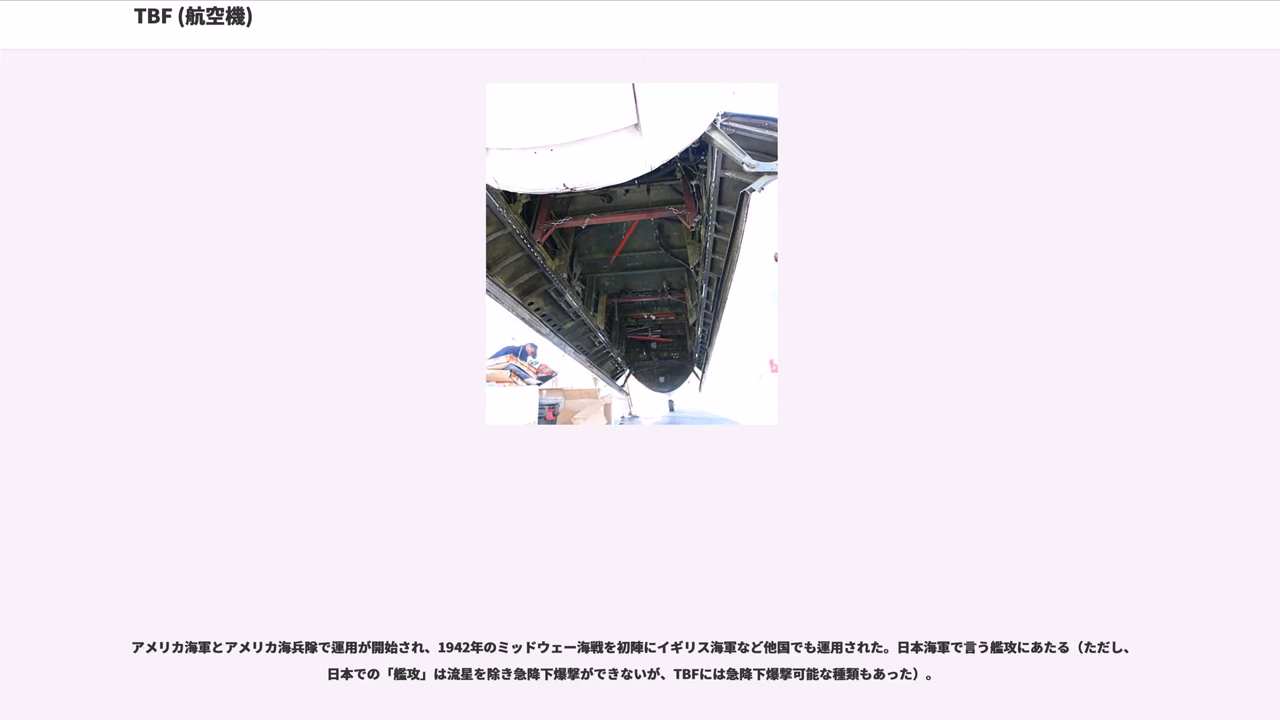 TBF (航空機)
アメリカ海軍とアメリカ海兵隊で運用が開始され、1942年のミッドウェー海戦を初陣にイギリス海軍など他国でも運用された。日本海軍で言う艦攻にあたる（ただし、
日本での「艦攻」は流星を除き急降下爆撃ができないが、TBFには急降下爆撃可能な種類もあった）。